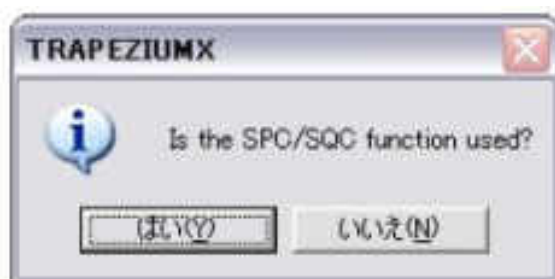 TRAPEZIUMX
Is the SPC/SQC function used?
はい(Y) いいえ(N)